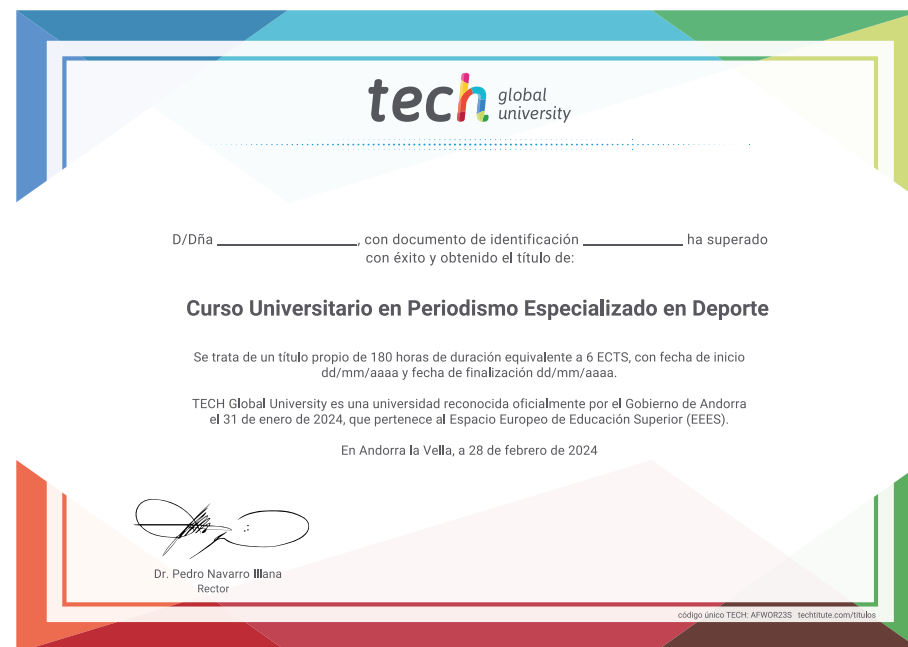 tech global university
D/Dña ________________, con documento de identificación ____________ ha superado
con éxito y obtenido el título de:
Curso Universitario en Periodismo Especializado en Deporte
Se trata de un título propio de 180 horas de duración equivalente a 6 ECTS, con fecha de inicio
dd/mm/aaaa y fecha de finalización dd/mm/aaaa.
TECH Global University es una universidad reconocida oficialmente por el Gobierno de Andorra
el 31 de enero de 2024, que pertenece al Espacio Europeo de Educación Superior (EEES).
En Andorra la Vella, a 28 de febrero de 2024
Dr. Pedro Navarro Illana
Rector
código único TECH: AFWOR23S techtitute.com/titulos